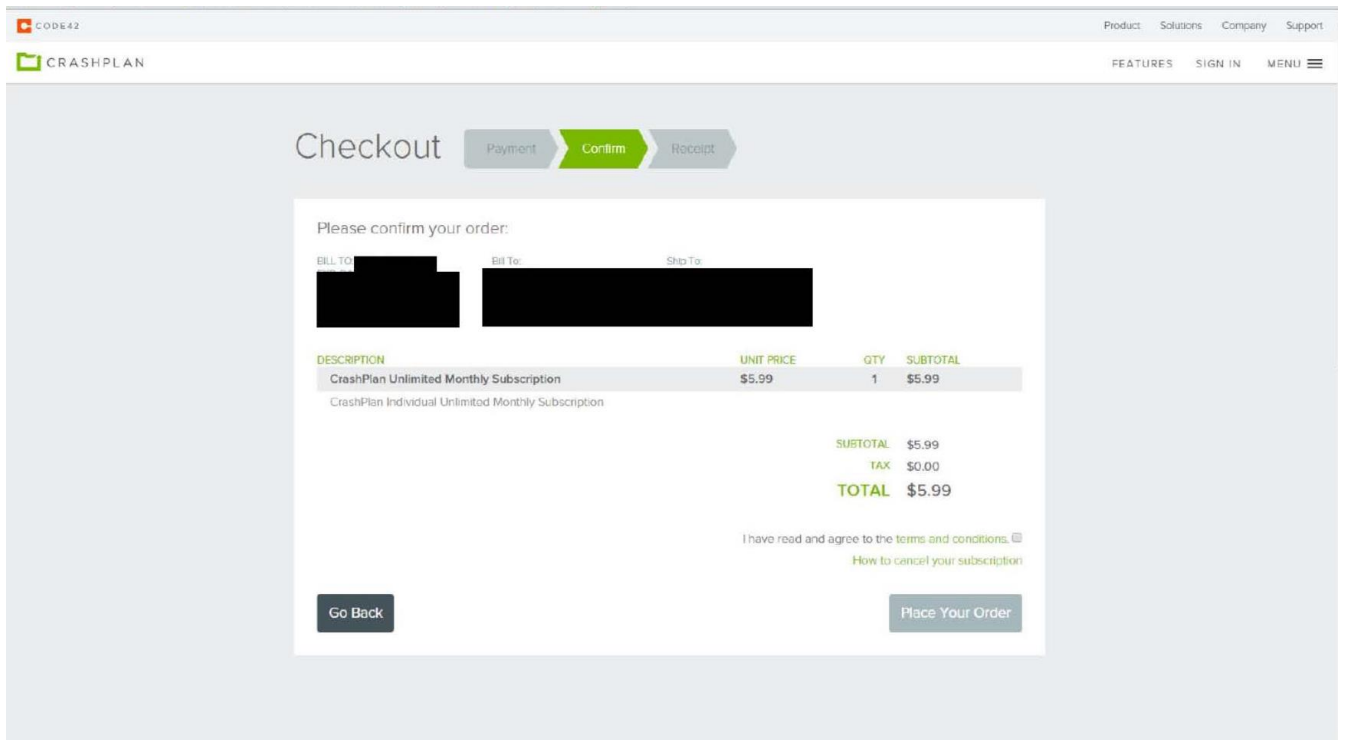 CODE42
Product Solutions Company Support
CRASHPLAN
FEATURES SIGN IN MENU
Checkout Payment Confirm Receipt
Please confirm your order:
BILL TO: Bill To: Ship To:
DESCRIPTION UNIT PRICE QTY SUBTOTAL
CrashPlan Unlimited Monthly Subscription $5.99 1 $5.99
CrashPlan Individual Unlimited Monthly Subscription
SUBTOTAL $5.99
TAX $0.00
TOTAL $5.99
I have read and agree to the terms and conditions.
How to cancel your subscription
Go Back Place Your Order